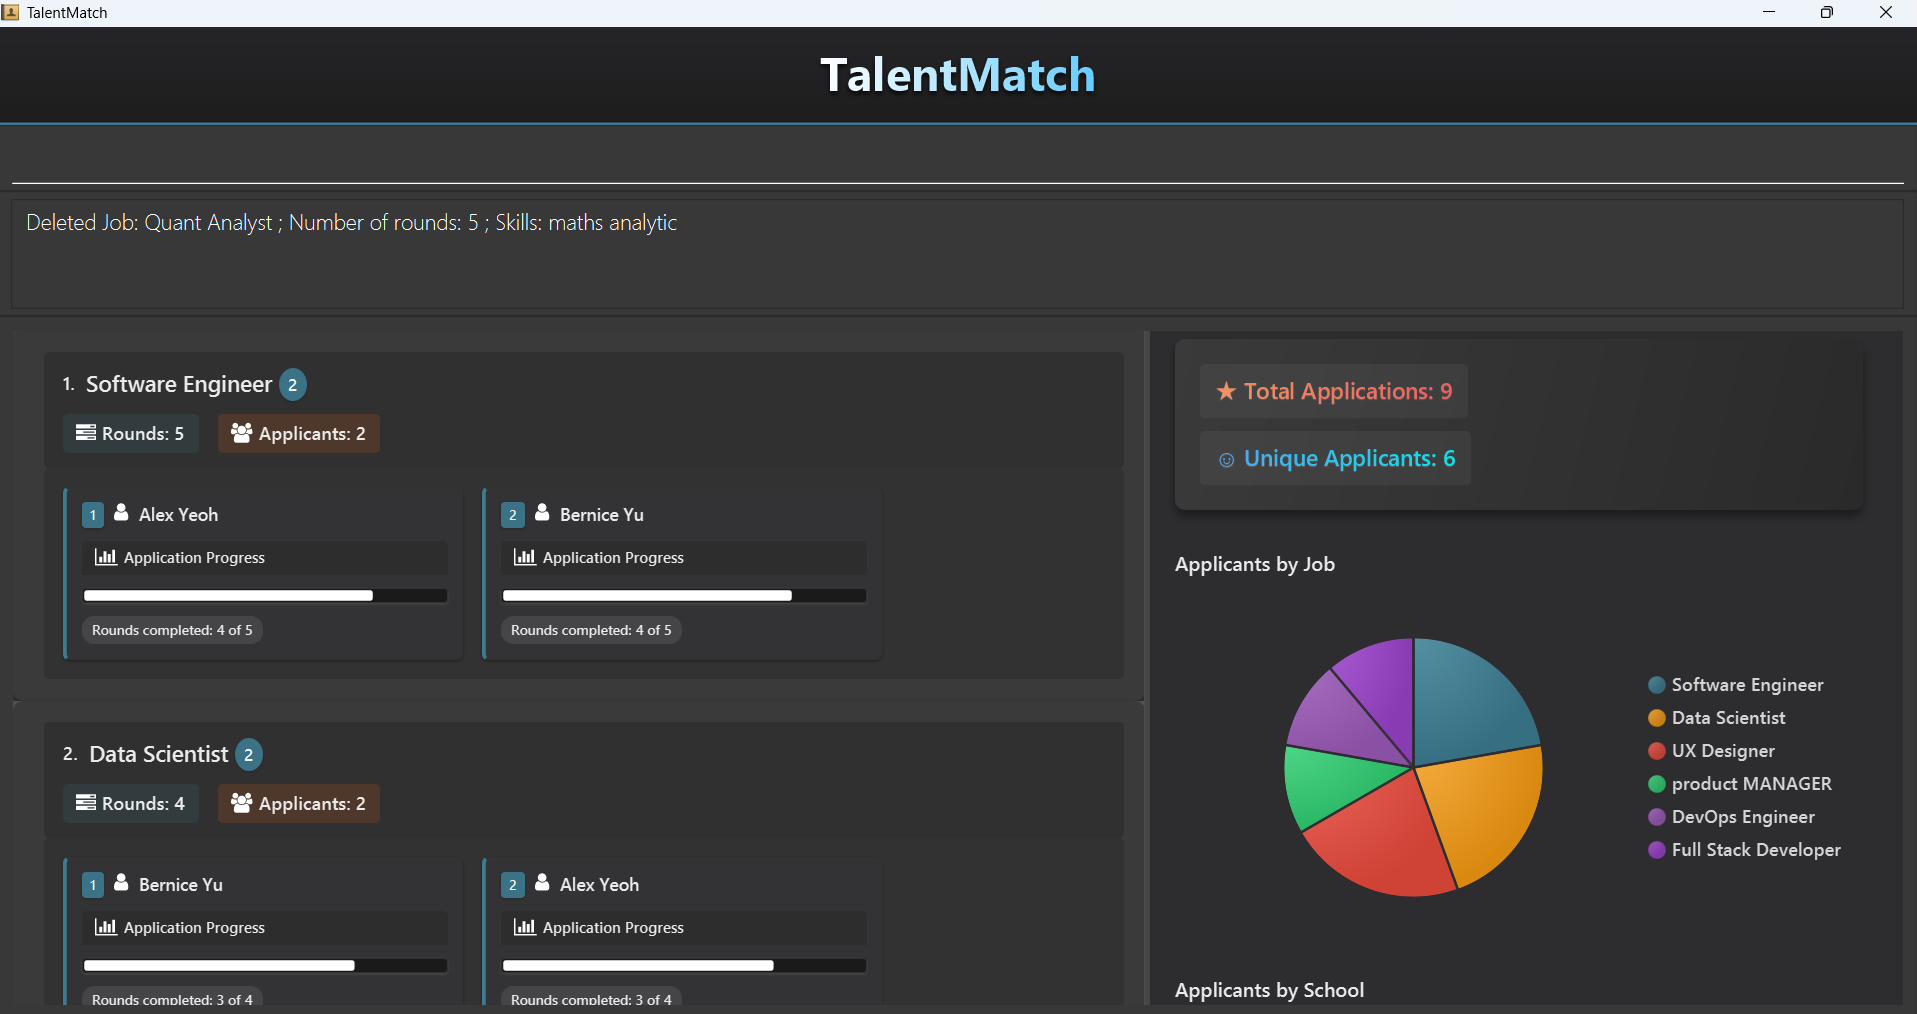 TalentMatch
TalentMatch
Deleted Job: Quant Analyst ; Number of rounds: 5 ; Skills: maths analytic
1. Software Engineer 2
Rounds: 5 Applicants: 2
1 Alex Yeoh
Application Progress
Rounds completed: 4 of 5
2 Bernice Yu
Application Progress
Rounds completed: 4 of 5
2. Data Scientist 2
Rounds: 4 Applicants: 2
1 Bernice Yu
Application Progress
Rounds completed: 3 of 4
2 Alex Yeoh
Application Progress
Rounds completed: 3 of 4
★ Total Applications: 9
☺ Unique Applicants: 6
Applicants by Job
Software Engineer
Data Scientist
UX Designer
product MANAGER
DevOps Engineer
Full Stack Developer
Applicants by School